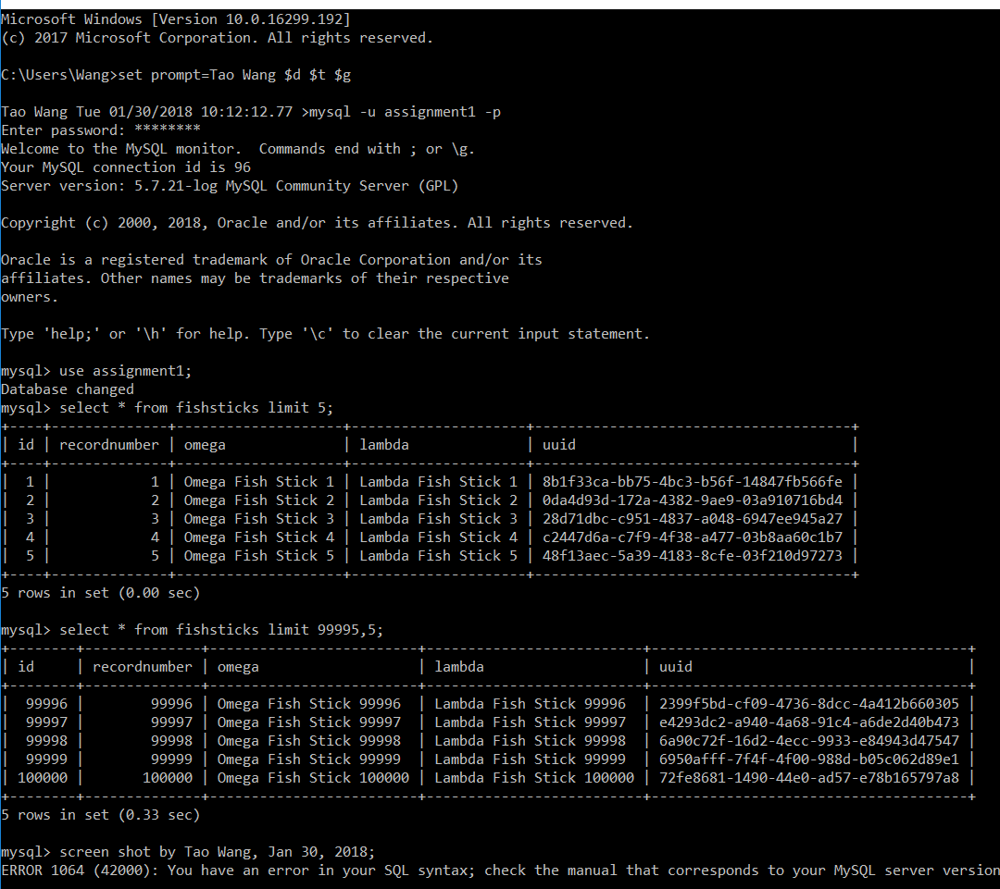 Microsoft Windows [Version 10.0.16299.192]
(c) 2017 Microsoft Corporation. All rights reserved.
C:\Users\Wang>set prompt=Tao Wang $d $t $g
Tao Wang Tue 01/30/2018 10:12:12.77 >mysql -u assignment1 -p
Enter password: ********
Welcome to the MySQL monitor.  Commands end with ; or \g.
Your MySQL connection id is 96
Server version: 5.7.21-log MySQL Community Server (GPL)
Copyright (c) 2000, 2018, Oracle and/or its affiliates. All rights reserved.
Oracle is a registered trademark of Oracle Corporation and/or its
affiliates. Other names may be trademarks of their respective
owners.
Type 'help;' or '\h' for help. Type '\c' to clear the current input statement.
mysql> use assignment1;
Database changed
mysql> select * from fishsticks limit 5;
+----+--------------+--------------------+---------------------+--------------------------------------+
| id | recordnumber | omega              | lambda              | uuid                                 |
+----+--------------+--------------------+---------------------+--------------------------------------+
|  1 |            1 | Omega Fish Stick 1 | Lambda Fish Stick 1 | 8b1f33ca-bb75-4bc3-b56f-14847fb566fe |
|  2 |            2 | Omega Fish Stick 2 | Lambda Fish Stick 2 | 0da4d93d-172a-4382-9ae9-03a910716bd4 |
|  3 |            3 | Omega Fish Stick 3 | Lambda Fish Stick 3 | 28d71dbc-c951-4837-a048-6947ee945a27 |
|  4 |            4 | Omega Fish Stick 4 | Lambda Fish Stick 4 | c2447d6a-c7f9-4f38-a477-03b8aa60c1b7 |
|  5 |            5 | Omega Fish Stick 5 | Lambda Fish Stick 5 | 48f13aec-5a39-4183-8cfe-03f210d97273 |
+----+--------------+--------------------+---------------------+--------------------------------------+
5 rows in set (0.00 sec)
mysql> select * from fishsticks limit 99995,5;
+--------+--------------+-------------------------+--------------------------+--------------------------------------+
| id     | recordnumber | omega                   | lambda                   | uuid                                 |
+--------+--------------+-------------------------+--------------------------+--------------------------------------+
|  99996 |        99996 | Omega Fish Stick 99996  | Lambda Fish Stick 99996  | 2399f5bd-cf09-4736-8dcc-4a412b660305 |
|  99997 |        99997 | Omega Fish Stick 99997  | Lambda Fish Stick 99997  | e4293dc2-a940-4a68-91c4-a6de2d40b473 |
|  99998 |        99998 | Omega Fish Stick 99998  | Lambda Fish Stick 99998  | 6a90c72f-16d2-4ecc-9933-e84943d47547 |
|  99999 |        99999 | Omega Fish Stick 99999  | Lambda Fish Stick 99999  | 6950afff-7f4f-4f00-988d-b05c062d89e1 |
| 100000 |       100000 | Omega Fish Stick 100000 | Lambda Fish Stick 100000 | 72fe8681-1490-44e0-ad57-e78b165797a8 |
+--------+--------------+-------------------------+--------------------------+--------------------------------------+
5 rows in set (0.33 sec)
mysql> screen shot by Tao Wang, Jan 30, 2018;
ERROR 1064 (42000): You have an error in your SQL syntax; check the manual that corresponds to your MySQL server version